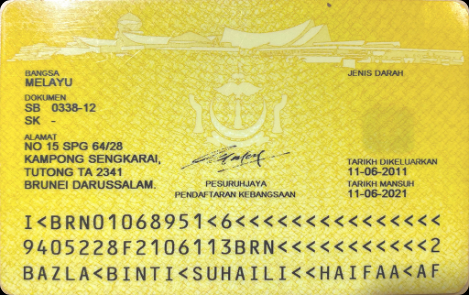 BANGSA
MELAYU
JENIS DARAH
DOKUMEN
SB 0338-12
SK -
ALAMAT
NO 15 SPG 64/28
KAMPONG SENGKARAI,
TUTONG TA 2341
BRUNEI DARUSSALAM.
PESURUHJAYA
PENDAFTARAN KEBANGSAAN
TARIKH DIKELUARKAN
11-06-2011
TARIKH MANSUH
11-06-2021
I<BRN01068951<6<<<<<<<<<<<<<<<
9405228F2106113BRN<<<<<<<<<<<2
BAZLA<BINTI<SUHAILI<<HAIFAA<AF